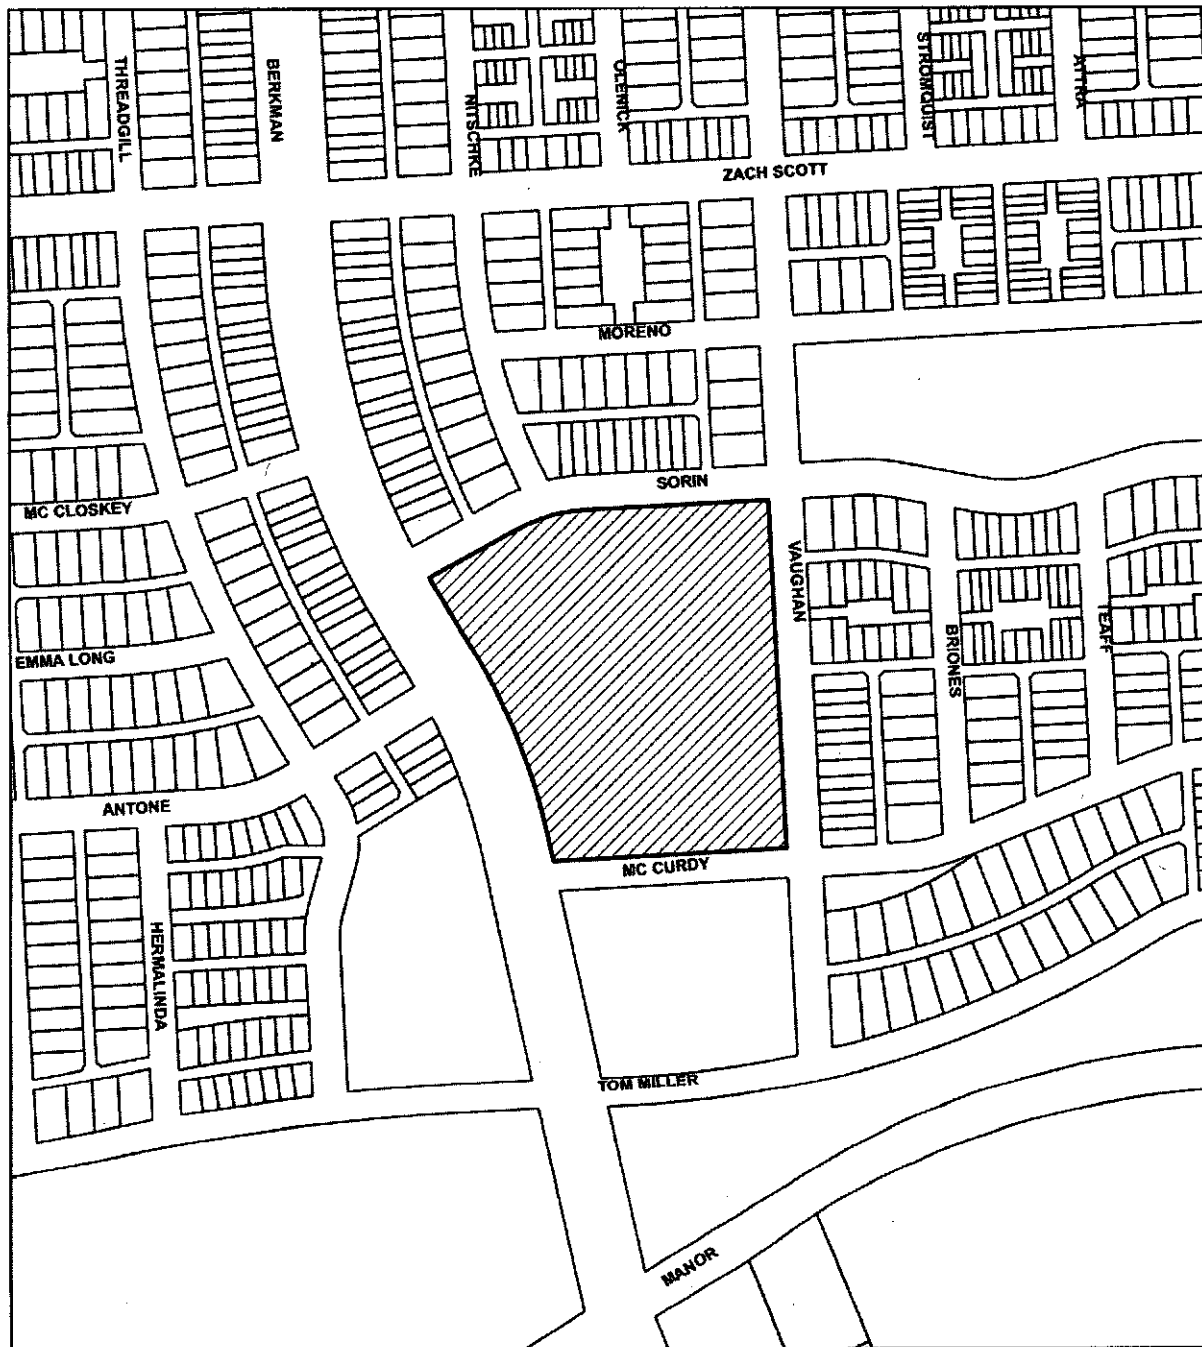 THREADGILL
BERKMAN
NITSCHKE
OLENICK
STROMQUIST
ATTRA
ZACH SCOTT
MORENO
SORIN
MC CLOSKEY
VAUGHAN
BRIONES
TEAFF
EMMA LONG
ANTONE
MC CURDY
HERMALINDA
TOM MILLER
MANOR